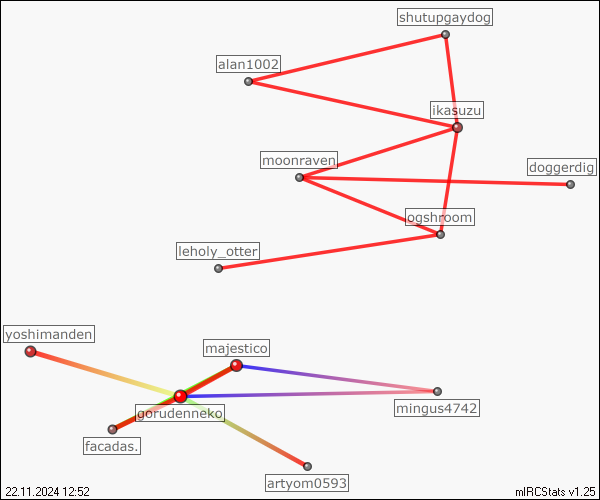 shutupgaydog
alan1002
ikasuzu
moonraven
doggerdig
ogshroom
leholy_otter
yoshimanden
majestico
gorudenneko
mingus4742
facadas.
artyom0593
22.11.2024 12:52
mIRCStats v1.25